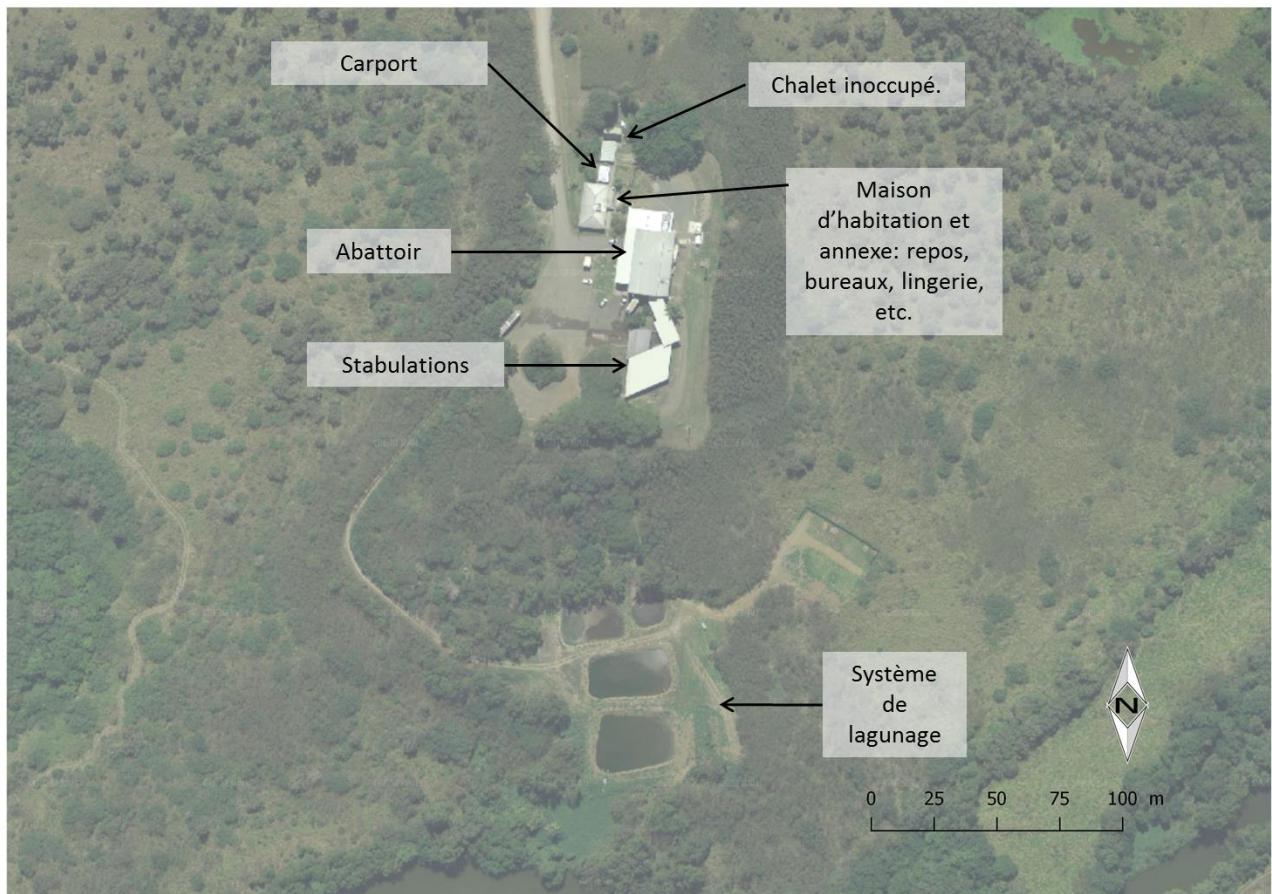 Carport
Chalet inoccupé.
Maison
d’habitation et
annexe: repos,
bureaux, lingerie,
etc.
Abattoir
Stabulations
Système
de
lagunage
N
0 25 50 75 100 m